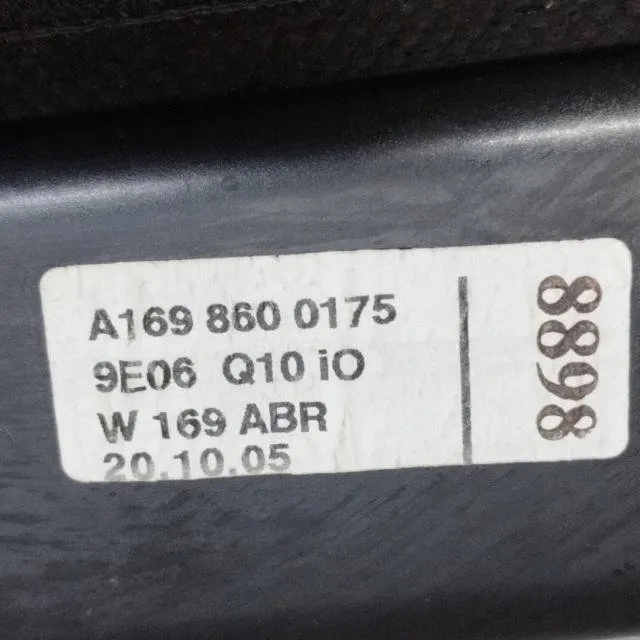 A169 860 0175
9E06 Q10 iO
W 169 ABR
20.10.05
8688